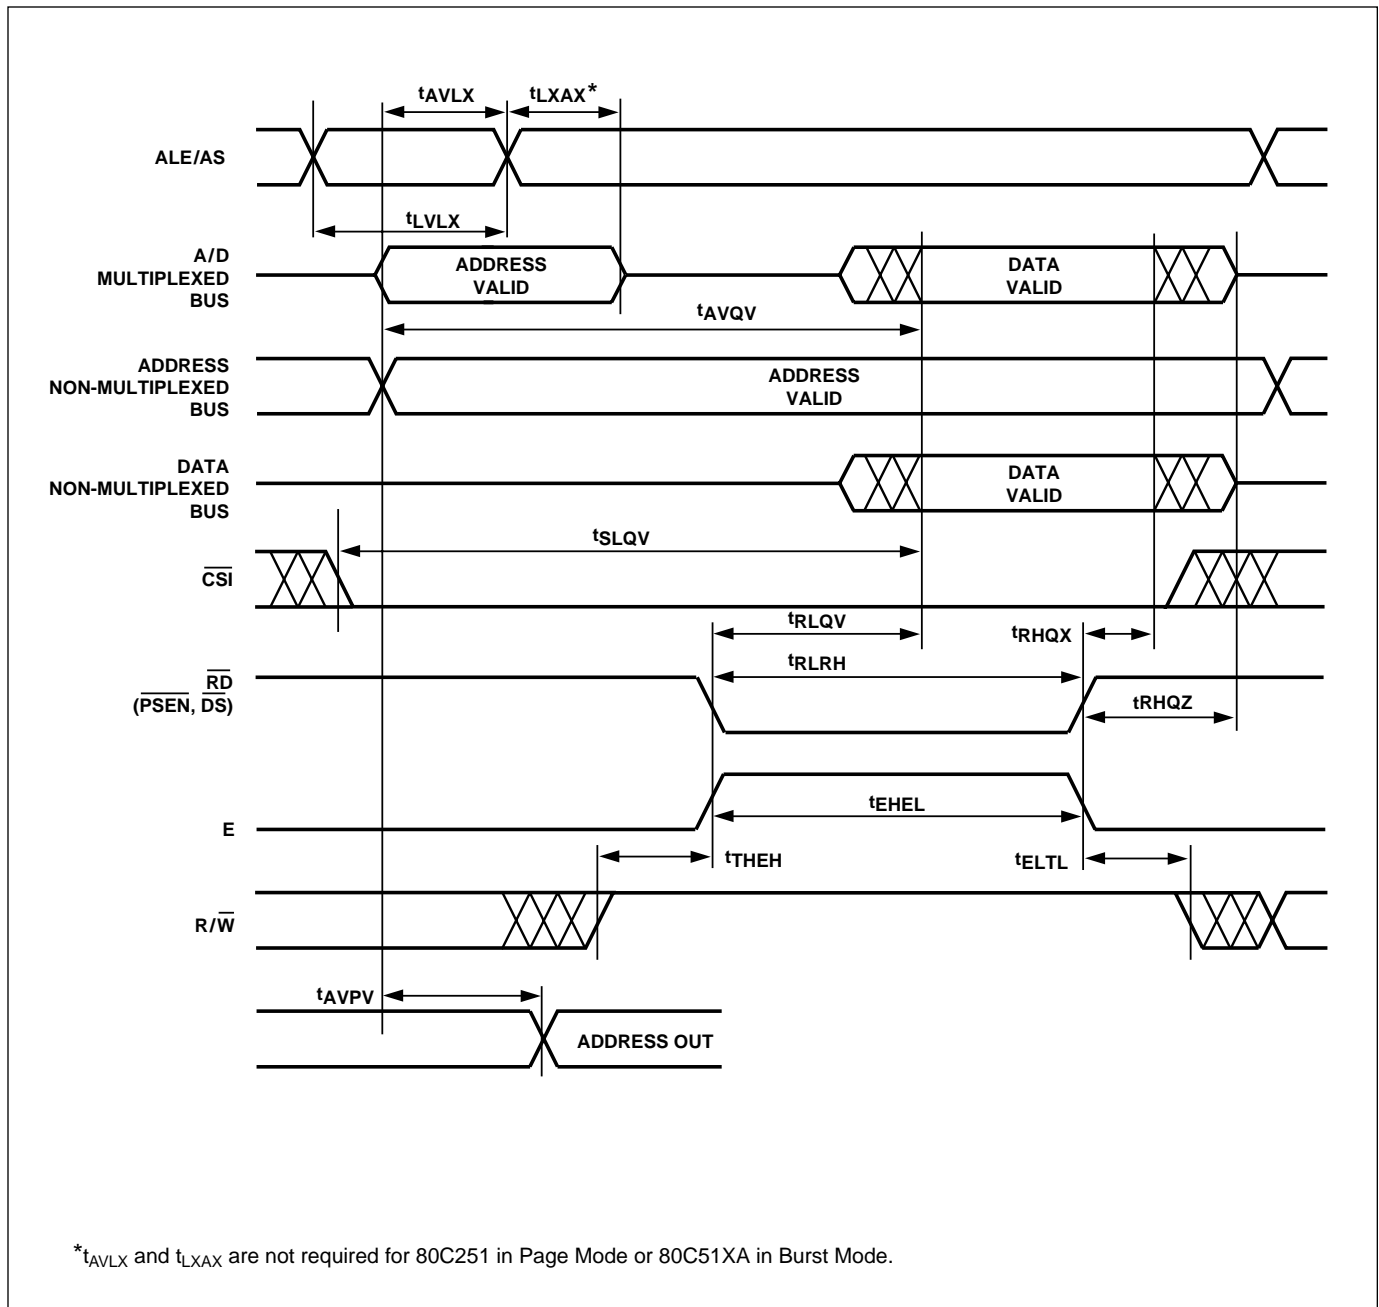 tAVLX tLXAX*
ALE/AS
tLVLX
A/D
MULTIPLEXED
BUS
ADDRESS
VALID
DATA
VALID
tAVQV
ADDRESS
NON-MULTIPLEXED
BUS
ADDRESS
VALID
DATA
NON-MULTIPLEXED
BUS
DATA
VALID
tSLQV
CSI
tRLQV tRHQX
tRLRH
RD
(PSEN, DS)
tRHQZ
tEHEL
E
tTHEH tELTL
R/W
tAVPV
ADDRESS OUT
*tAVLX and tLXAX are not required for 80C251 in Page Mode or 80C51XA in Burst Mode.